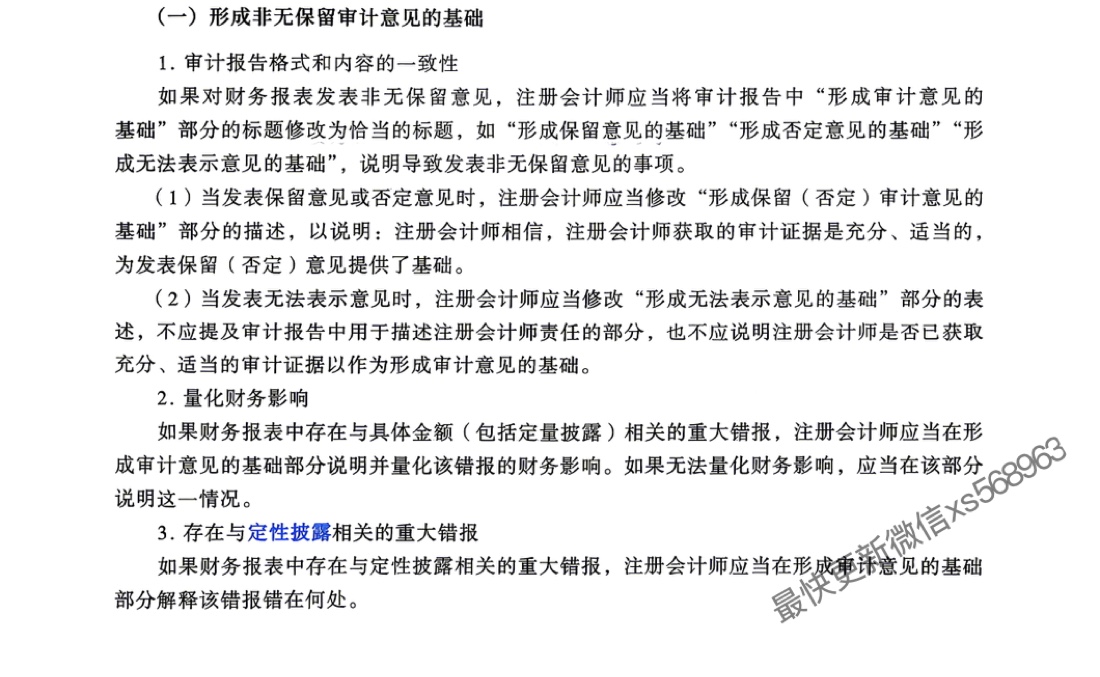 （一）形成非无保留审计意见的基础
1. 审计报告格式和内容的一致性
如果对财务报表发表非无保留意见，注册会计师应当将审计报告中“形成审计意见的
基础”部分的标题修改为恰当的标题，如“形成保留意见的基础”“形成否定意见的基础”“形
成无法表示意见的基础”，说明导致发表非无保留意见的事项。
（1）当发表保留意见或否定意见时，注册会计师应当修改“形成保留（否定）审计意见的
基础”部分的描述，以说明：注册会计师相信，注册会计师获取的审计证据是充分、适当的，
为发表保留（否定）意见提供了基础。
（2）当发表无法表示意见时，注册会计师应当修改“形成无法表示意见的基础”部分的表
述，不应提及审计报告中用于描述注册会计师责任的部分，也不应说明注册会计师是否已获取
充分、适当的审计证据以作为形成审计意见的基础。
2. 量化财务影响
如果财务报表中存在与具体金额（包括定量披露）相关的重大错报，注册会计师应当在形
成审计意见的基础部分说明并量化该错报的财务影响。如果无法量化财务影响，应当在该部分
说明这一情况。
3. 存在与定性披露相关的重大错报
如果财务报表中存在与定性披露相关的重大错报，注册会计师应当在形成审计意见的基础
部分解释该错报错在何处。
最快更新微信xs568963